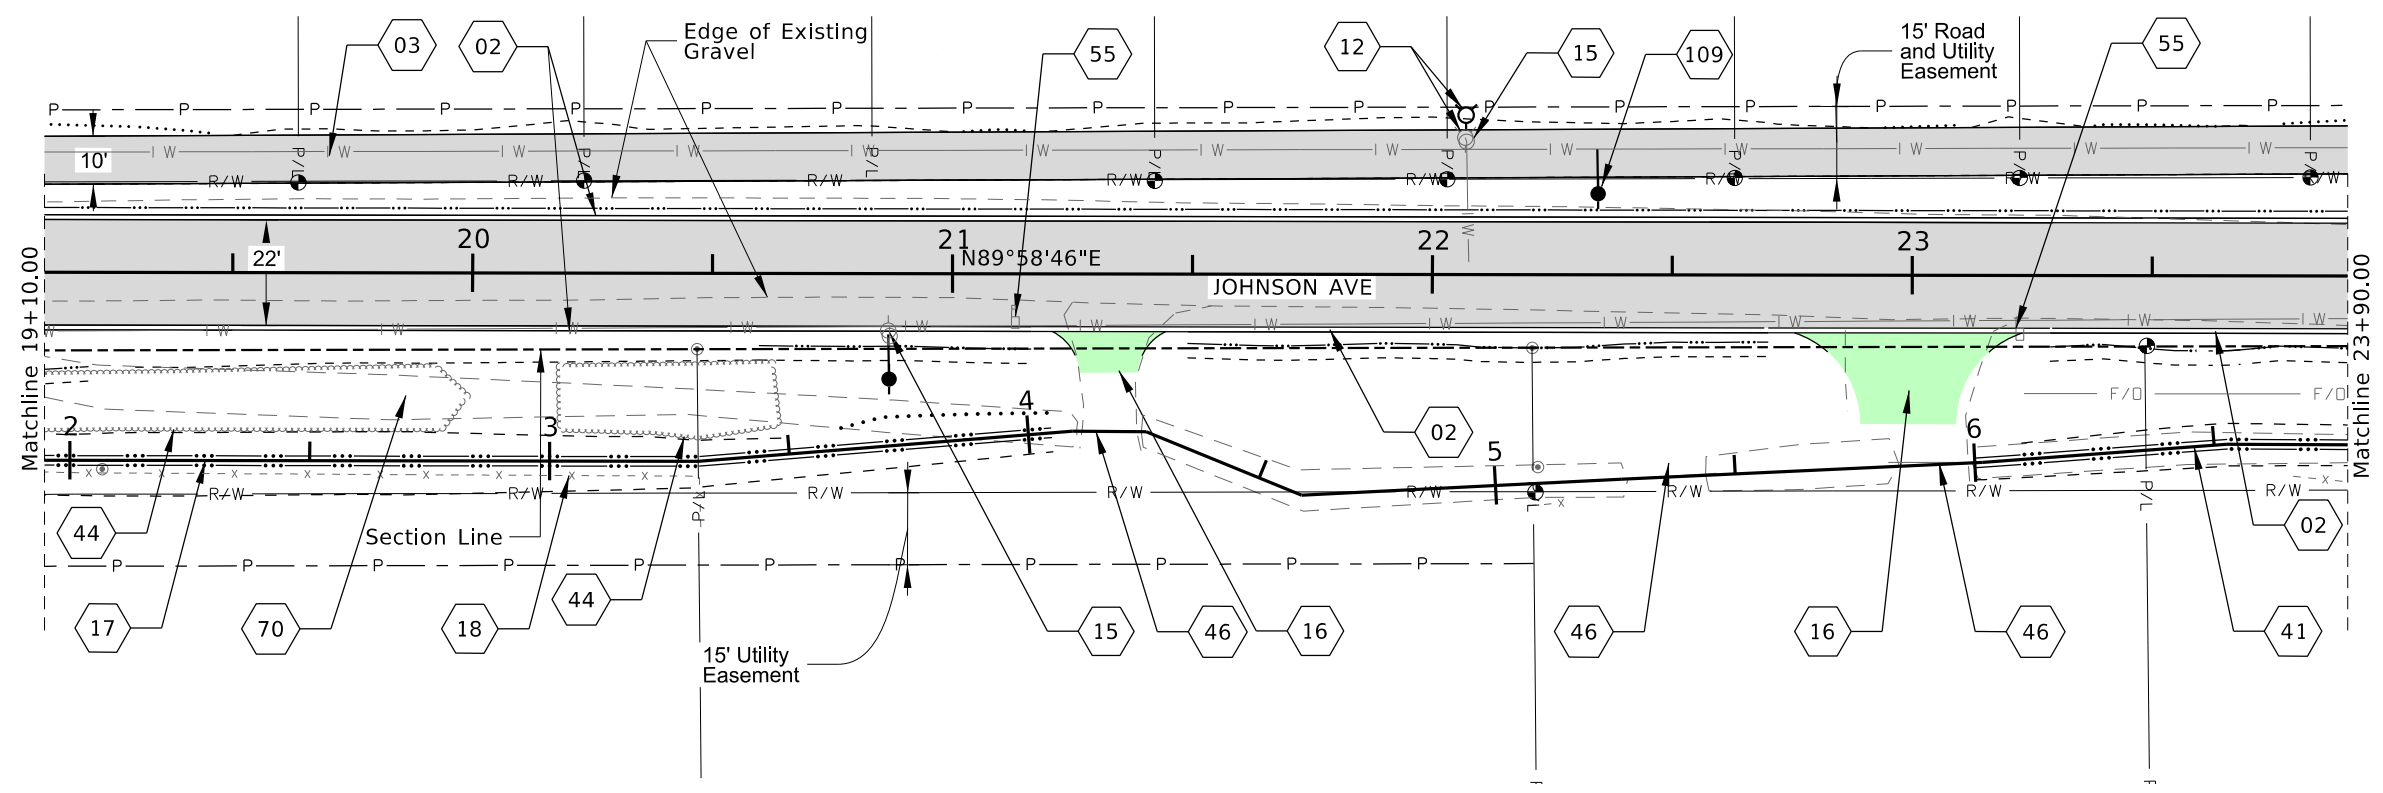 03
02
Edge of Existing
Gravel
55
12
15
109
15' Road
and Utility
Easement
55
P P P P P P P P P P P P P P P P P P
10'
I W I W I W I W I W I W I W I W I W I W I W I W I W
P/L P/L P/L P/L P/L P/L P/L P/L
R/W R/W R/W R/W R/W R/W R/W R/W
W
20 21 22 23
22'
N89°58'46"E
JOHNSON AVE
Matchline 19+10.00
Matchline 23+90.00
W I W I W I W I W I W I W I W I W I W I W I W I W I W
F/O F/O
2 3 4 5 6
02
x x x x x x x x
R/W R/W R/W R/W R/W R/W R/W R/W
x x
P/L L P/L
44
Section Line
02
P P P P P P P P P P P
44
17
70
18
15
46
16
46
16
46
41
15' Utility
Easement